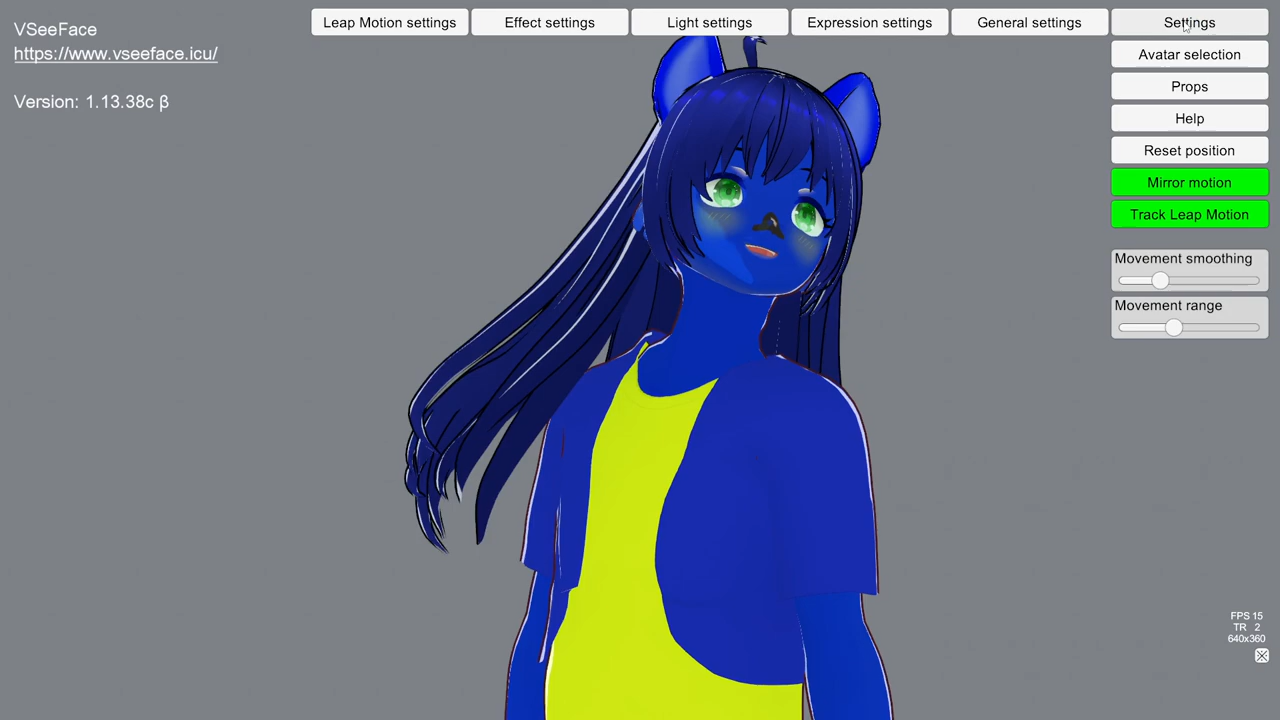 VSeeFace
https://www.vseeface.icu/
Version: 1.13.38c β
Leap Motion settings
Effect settings
Light settings
Expression settings
General settings
Settings
Avatar selection
Props
Help
Reset position
Mirror motion
Track Leap Motion
Movement smoothing
Movement range
FPS 15
TR 2
640x360